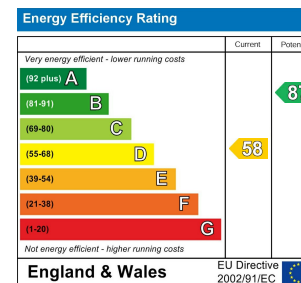 Energy Efficiency Rating
Current
Very energy efficient - lower running costs
(92 plus) A
(81-91) B
(69-80) C
(55-68) D
(39-54) E
(21-38) F
(1-20) G
58
Not energy efficient - higher running costs
England & Wales
EU Directive
2002/91/EC